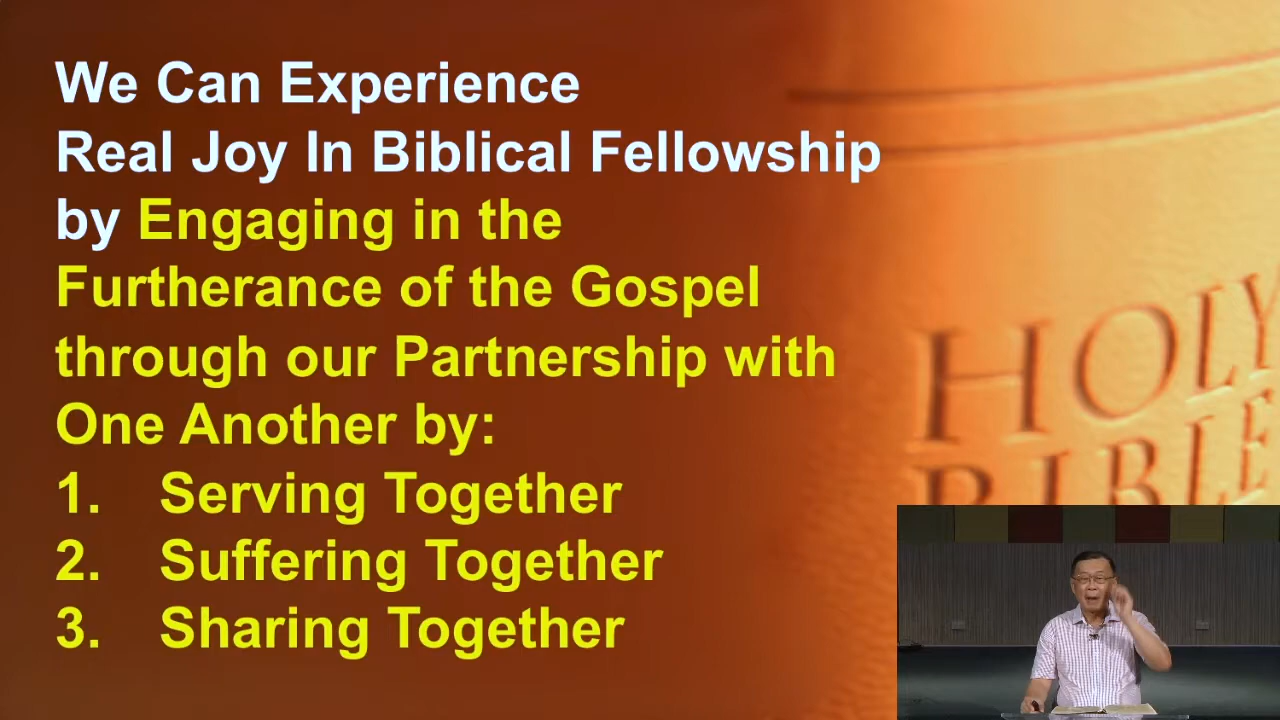 We Can Experience
Real Joy In Biblical Fellowship
by Engaging in the
Furtherance of the Gospel
through our Partnership with
One Another by:
1. Serving Together
2. Suffering Together
3. Sharing Together
HOLY
BIBLE